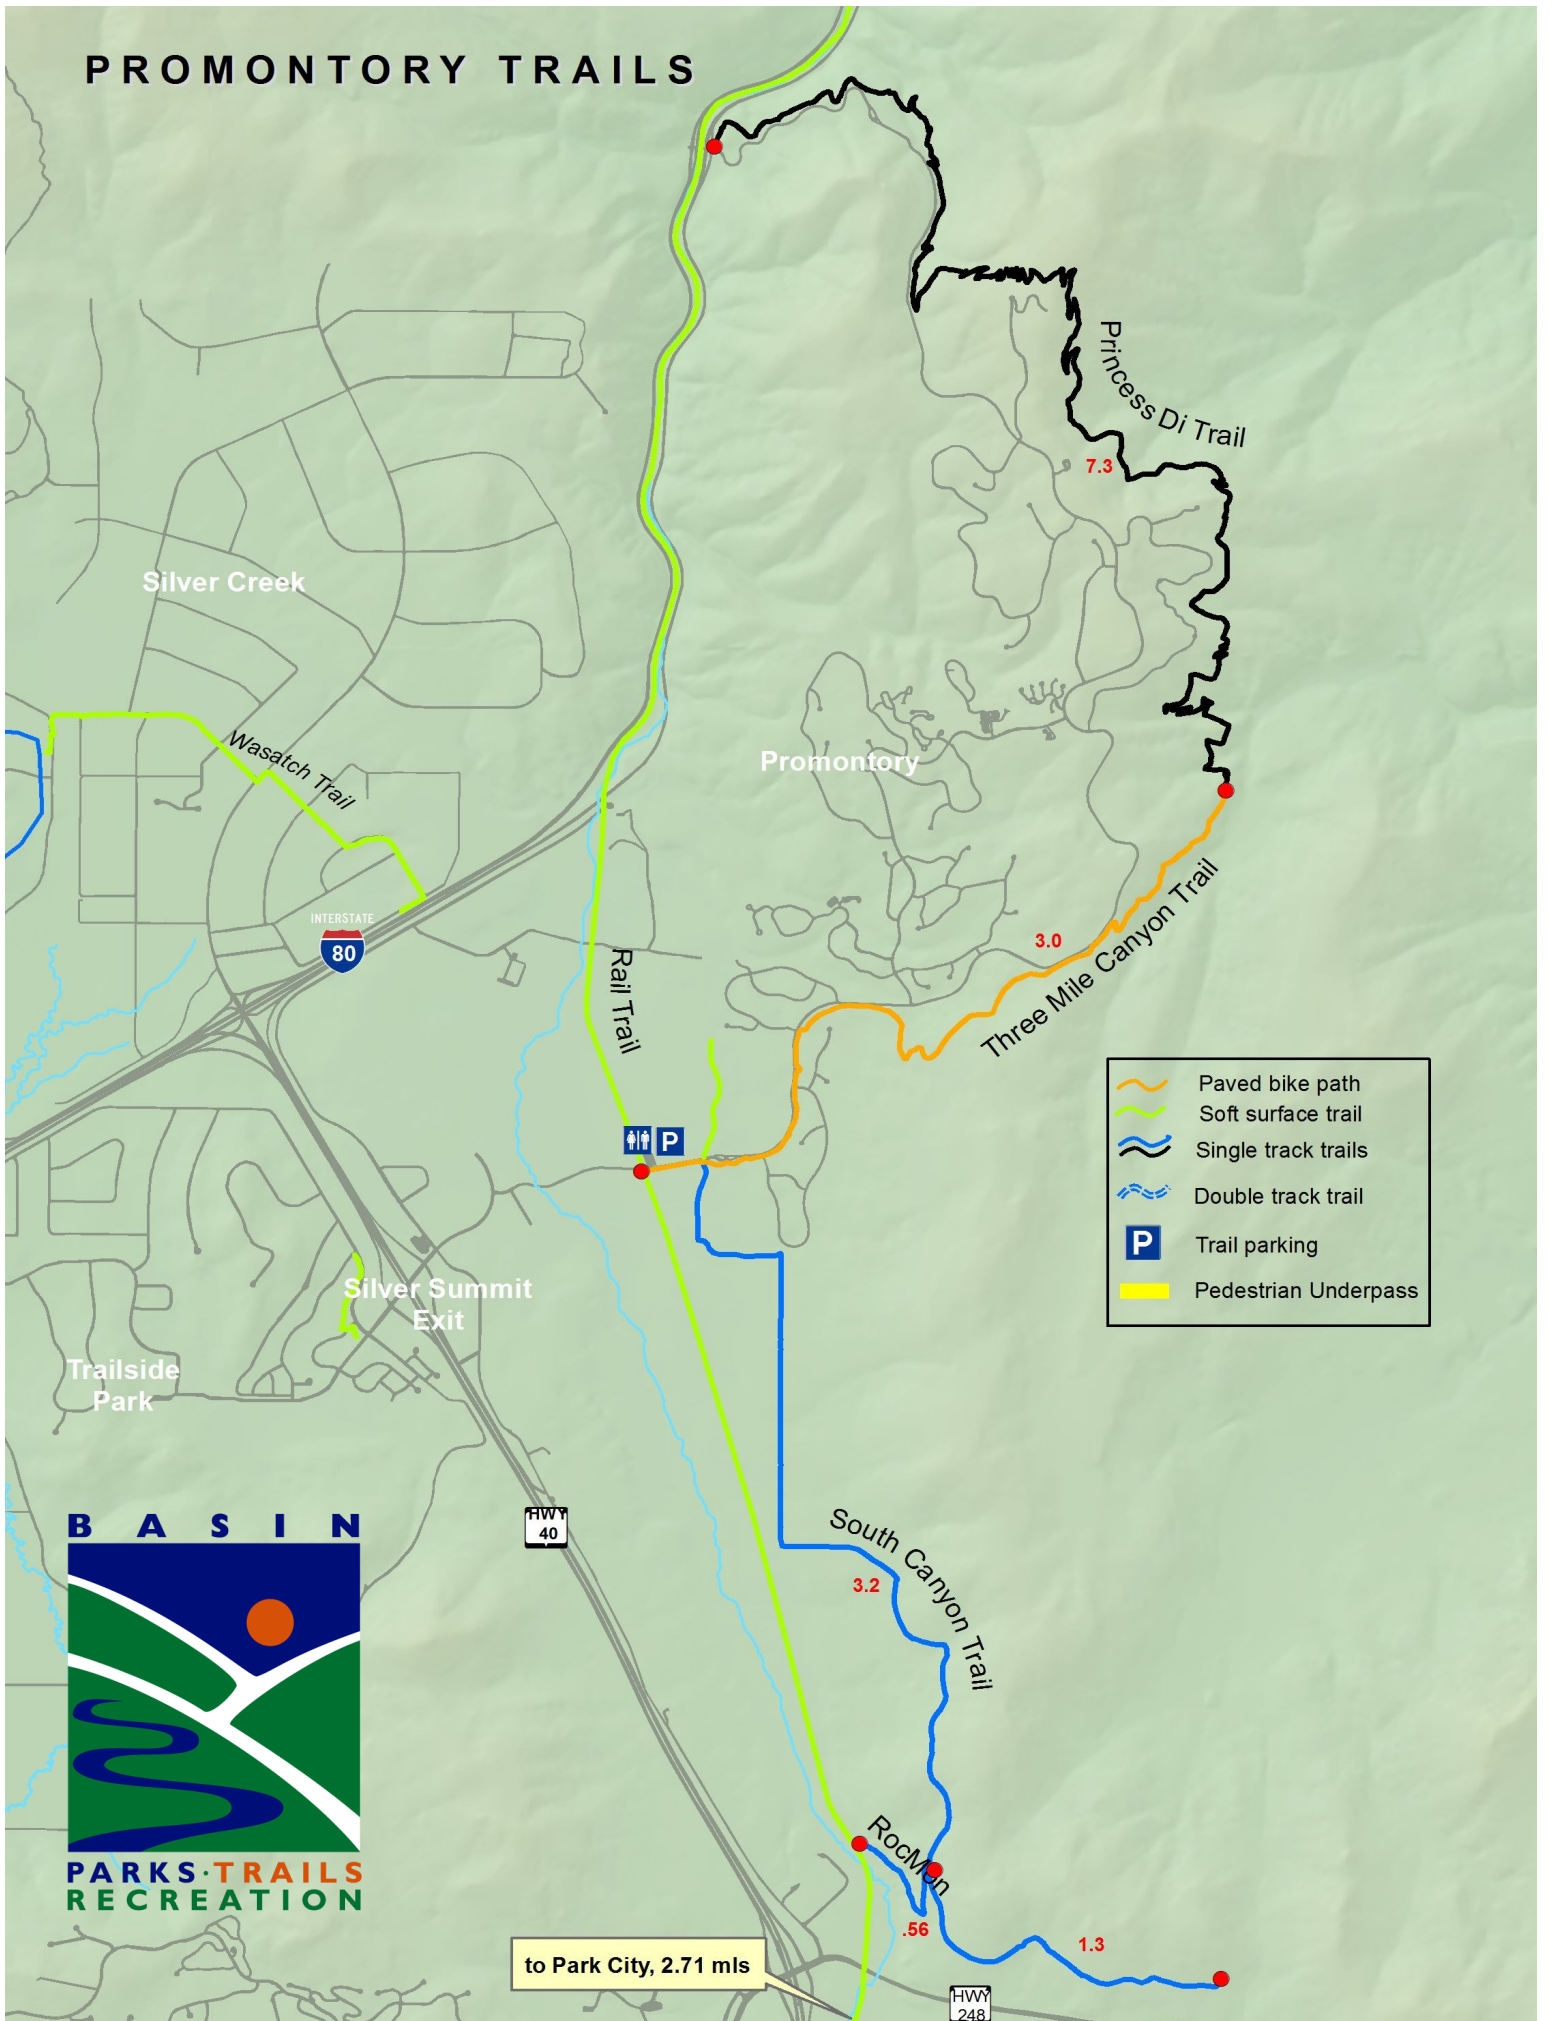 PROMONTORY TRAILS
Princess Di Trail
7.3
Silver Creek
Wasatch Trail
Promontory
INTERSTATE
80
3.0
Rail Trail
Three Mile Canyon Trail
Paved bike path
Soft surface trail
Single track trails
Double track trail
P
Trail parking
Pedestrian Underpass
P
Silver Summit
Exit
Trailside
Park
HWY
40
South Canyon Trail
3.2
BASIN
PARKS·TRAILS
RECREATION
RocMon
.56
1.3
to Park City, 2.71 mls
HWY
248